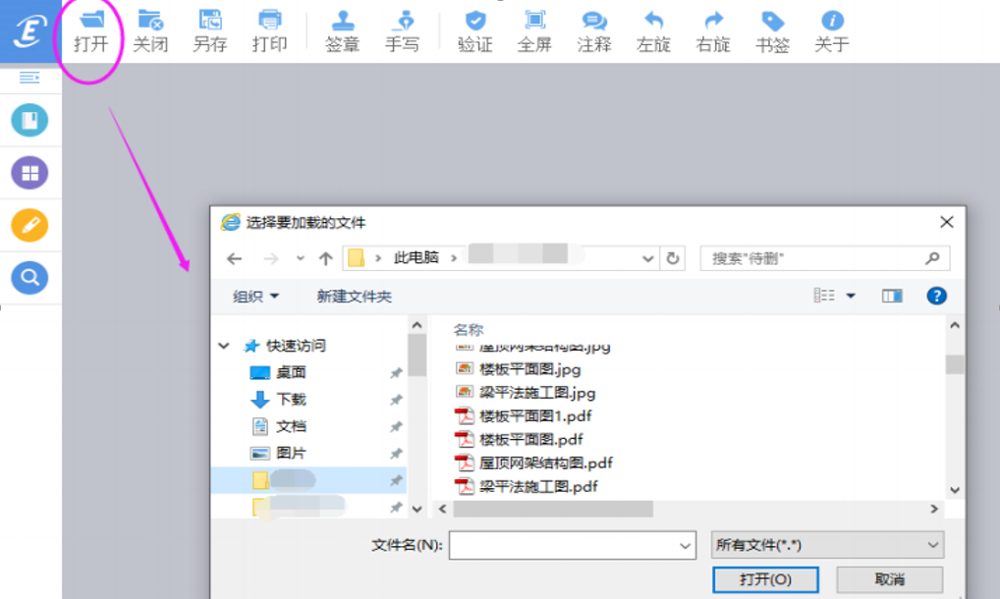 打开 关闭 另存 打印 签章 手写 验证 全屏 注释 左旋 右旋 书签 关于
选择要加载的文件
此电脑
搜索"待删"
组织 新建文件夹
名称
快速访问
桌面
下载
文档
图片
屋顶网架结构图.jpg
楼板平面图.jpg
梁平法施工图.jpg
楼板平面图1.pdf
楼板平面图.pdf
屋顶网架结构图.pdf
梁平法施工图.pdf
文件名(N):
所有文件(*.*)
打开(O) 取消